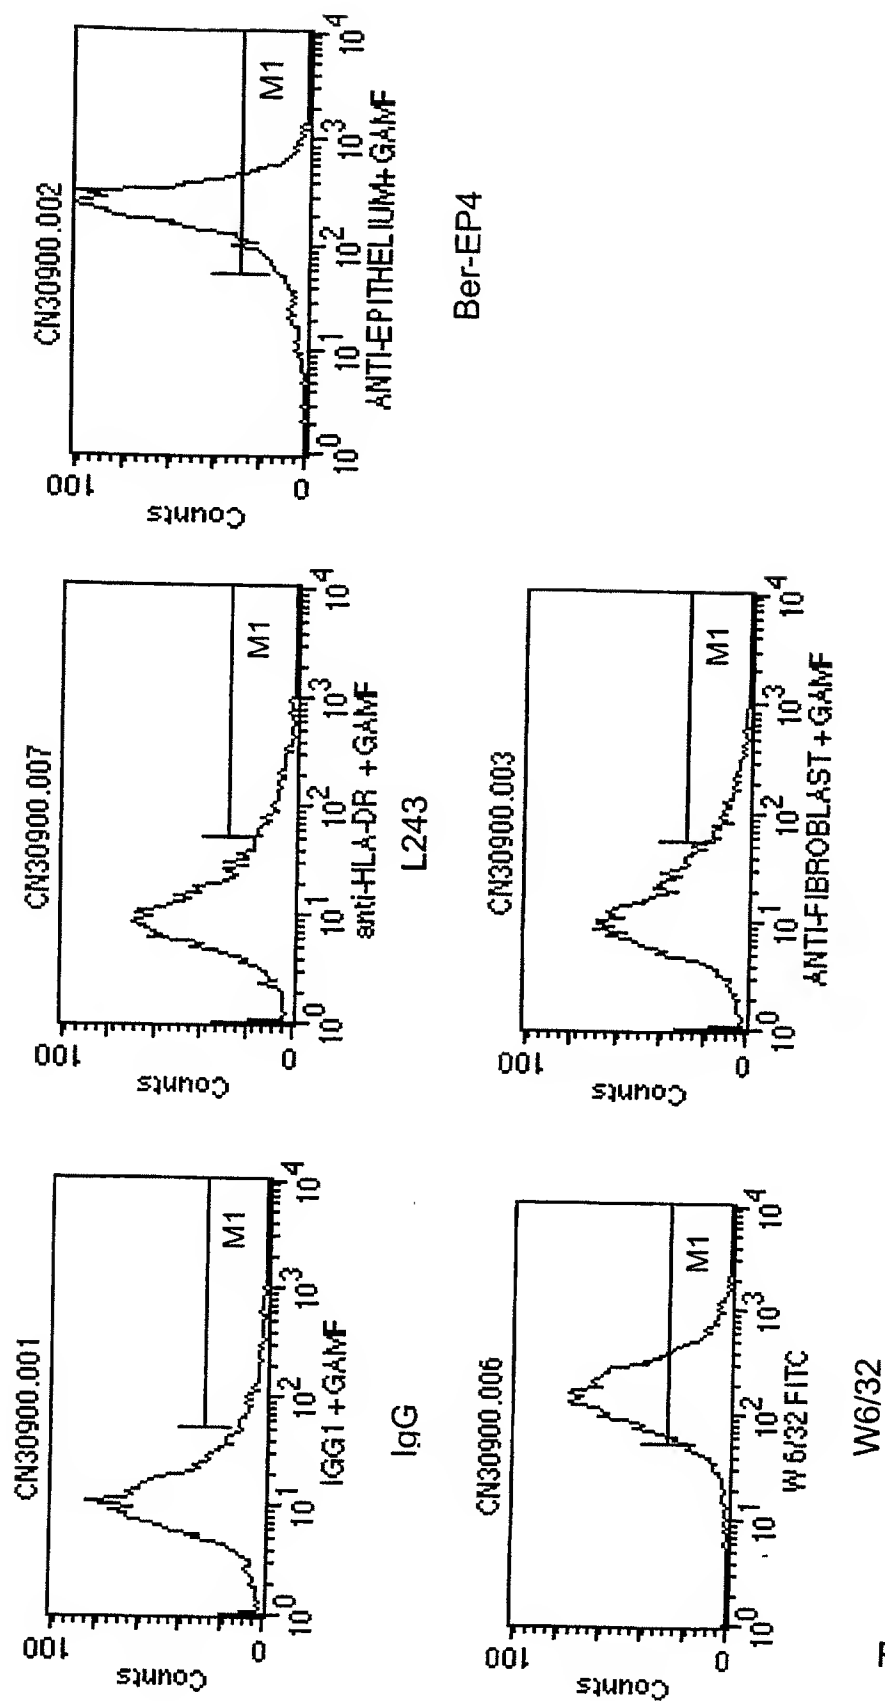 CN30900.001
100
Counts
0
M1
10^0 10^1 10^2 10^3 10^4
IGG1+GAMF
IgG
CN30900.007
100
Counts
0
M1
10^0 10^1 10^2 10^3 10^4
anti-HLA-DR +GAMF
L243
CN30900.002
100
Counts
0
M1
10^0 10^1 10^2 10^3 10^4
ANTI-EPITHELIUM+GAMF
Ber-EP4
CN30900.006
100
Counts
0
M1
10^0 10^1 10^2 10^3 10^4
W 6/32 FITC
W6/32
CN30900.003
100
Counts
0
M1
10^0 10^1 10^2 10^3 10^4
ANTI-FIBROBLAST+GAMF